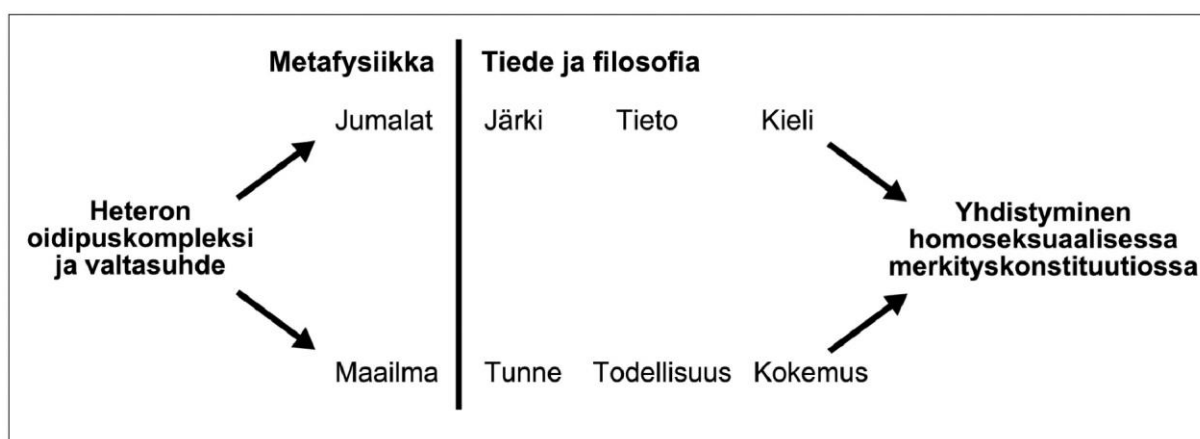 Metafysiikka Tiede ja filosofia
Jumalat Järki Tieto Kieli
Heteron
oidipuskompleksi
ja valtasuhde
Yhdistyminen
homoseksuaalisessa
merkityskonstituutiossa
Maailma Tunne Todellisuus Kokemus